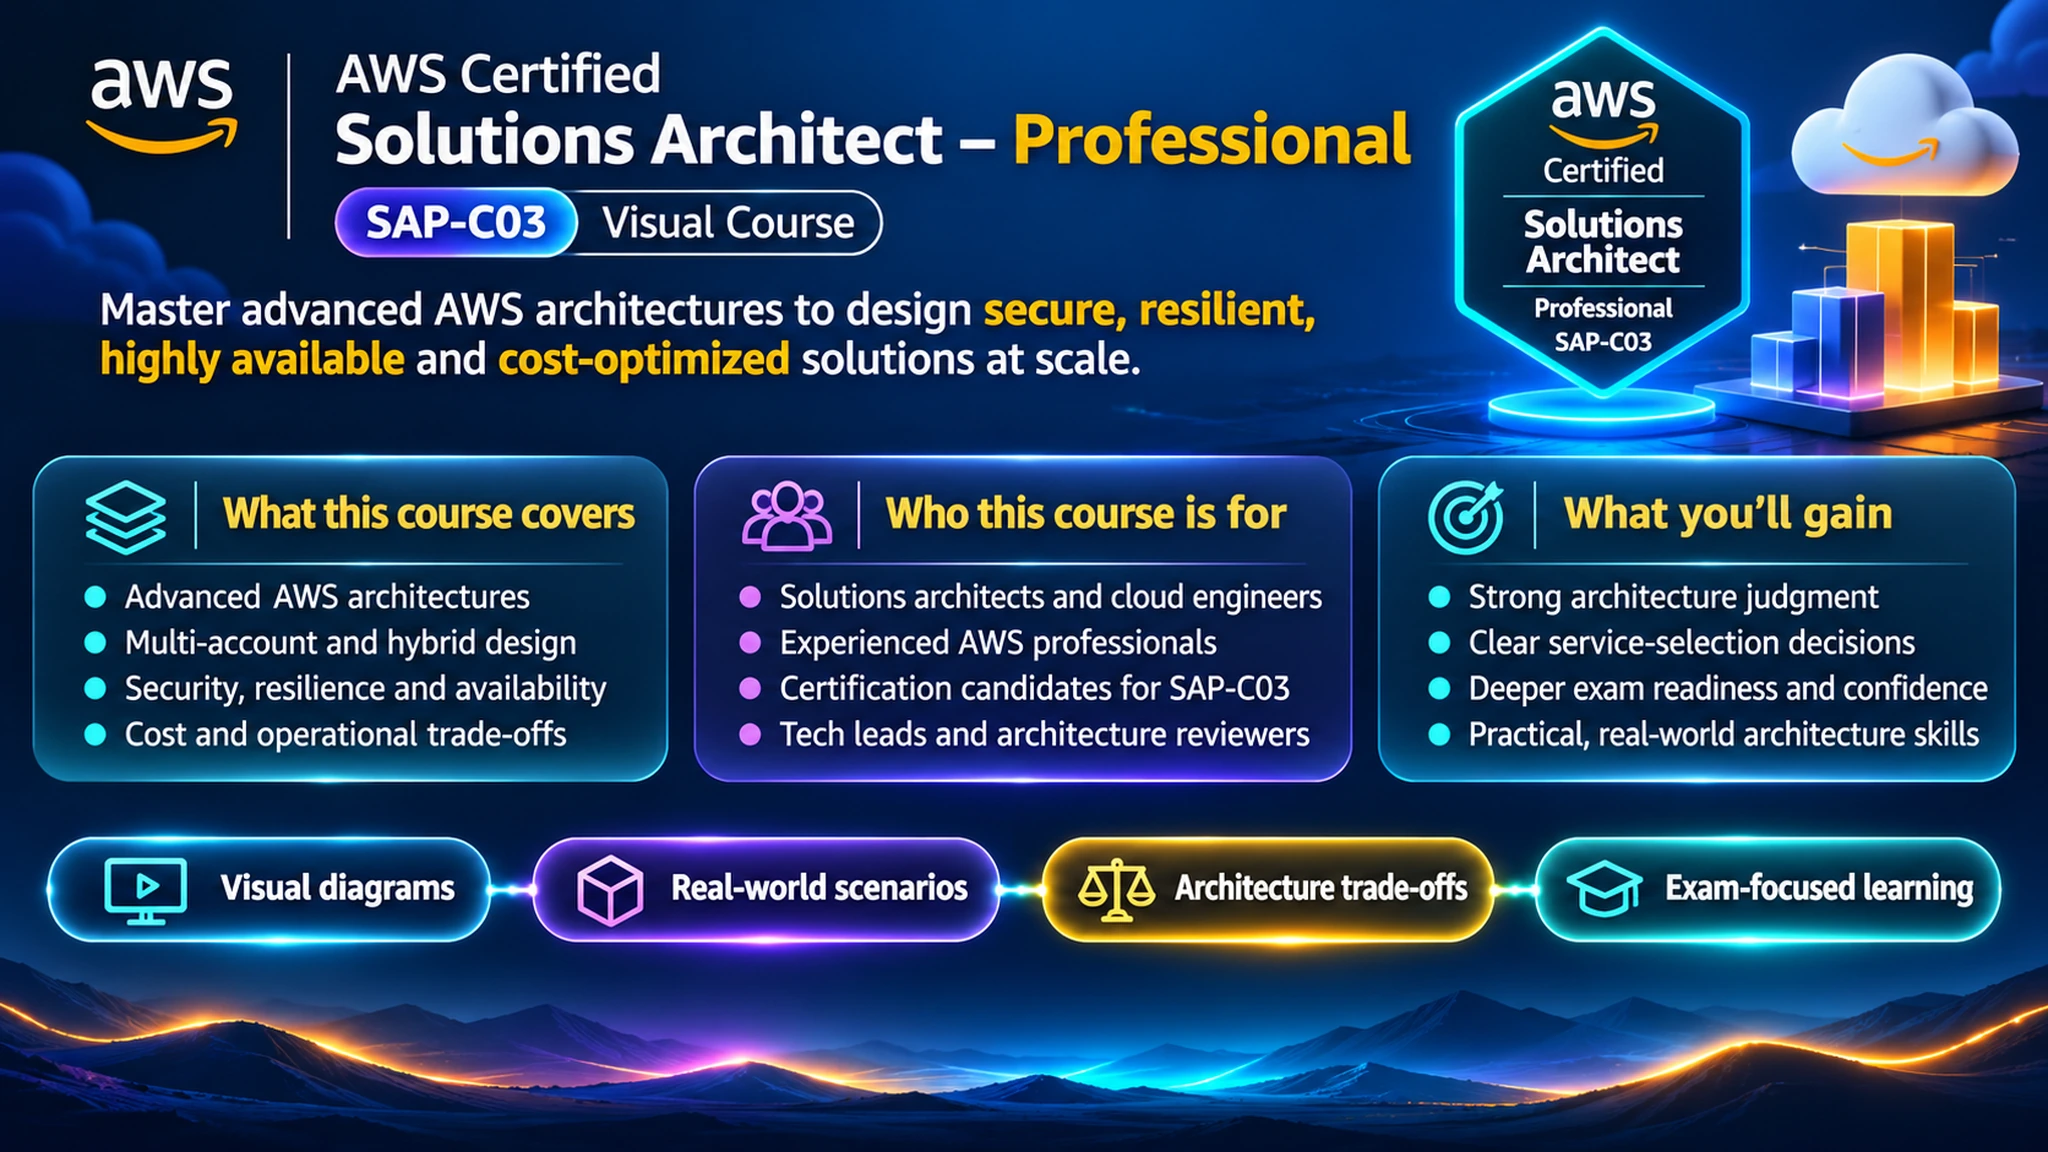 aws
AWS Certified
Solutions Architect – Professional
SAP-C03 Visual Course
Master advanced AWS architectures to design secure, resilient,
highly available and cost-optimized solutions at scale.
aws
Certified
Solutions
Architect
Professional
SAP-C03
What this course covers
Advanced AWS architectures
Multi-account and hybrid design
Security, resilience and availability
Cost and operational trade-offs
Who this course is for
Solutions architects and cloud engineers
Experienced AWS professionals
Certification candidates for SAP-C03
Tech leads and architecture reviewers
What you’ll gain
Strong architecture judgment
Clear service-selection decisions
Deeper exam readiness and confidence
Practical, real-world architecture skills
Visual diagrams
Real-world scenarios
Architecture trade-offs
Exam-focused learning